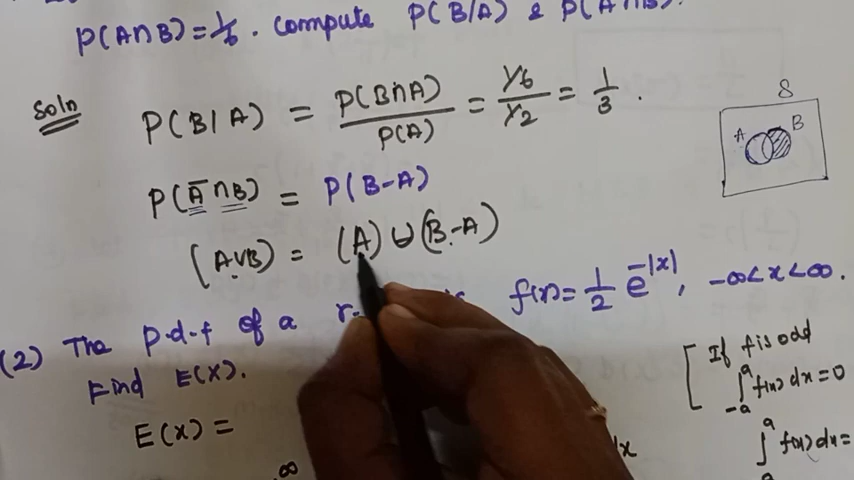 P(A∩B)=1/6. Compute P(B/A) & P(A̅∩B).
Soln
P(B|A) = P(B∩A)/P(A) = 1/6 / 1/2 = 1/3.
S
A B
P(A̅∩B) = P(B-A)
(A∪B) = (A) ∪ (B-A)
(2) The p.d.f of a f(x)=1/2 e^-|x|, -∞<x<∞.
Find E(X).
[ If f is odd
∫_-a^a f(x) dx=0
E(x) =
∫^a f(x) dx=
∞ dx